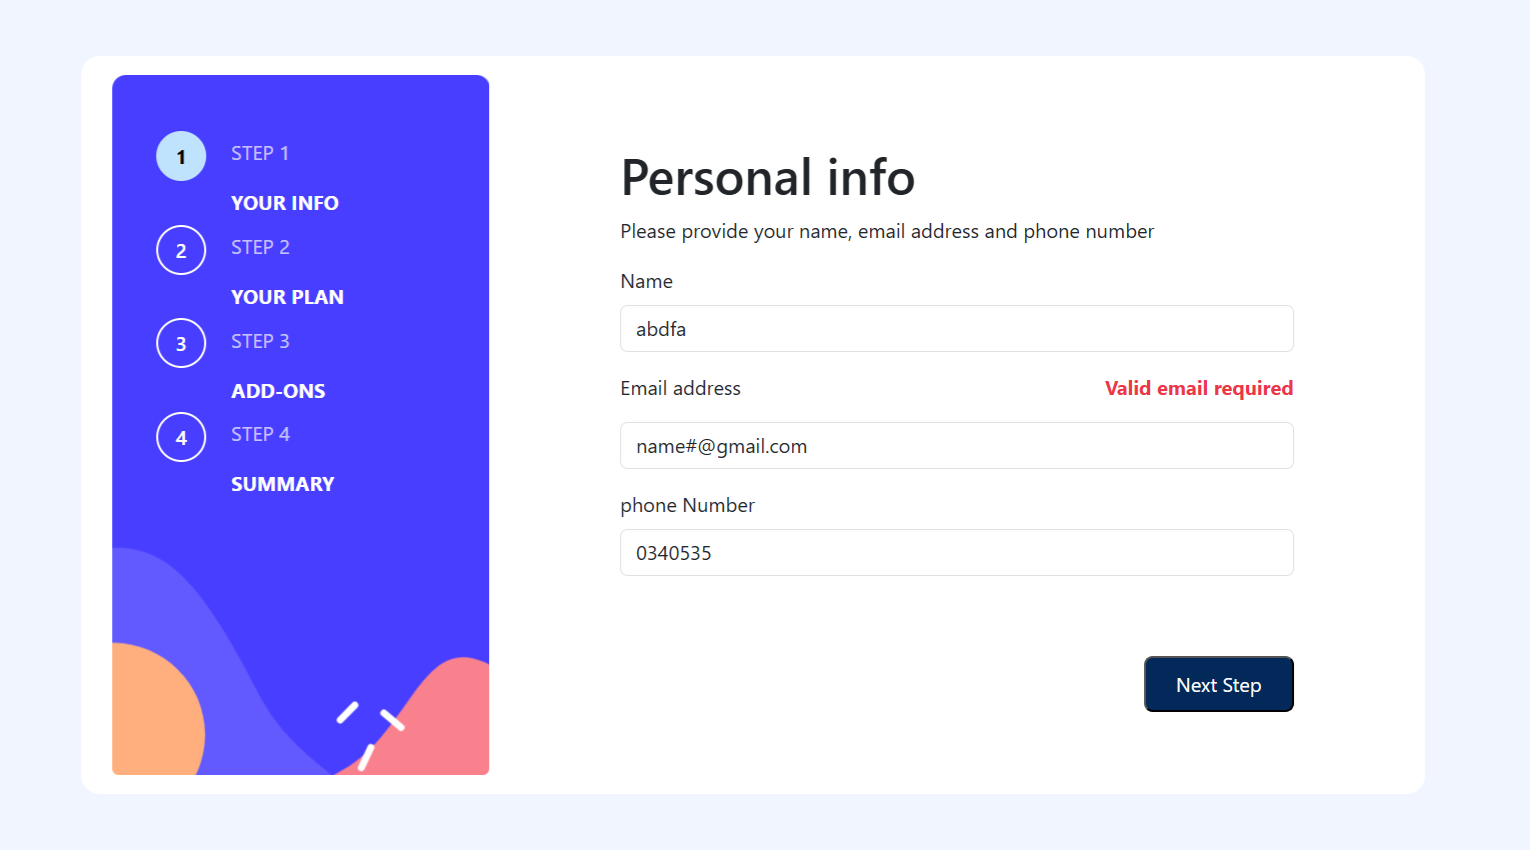 1
STEP 1
YOUR INFO
2
STEP 2
YOUR PLAN
3
STEP 3
ADD-ONS
4
STEP 4
SUMMARY
Personal info
Please provide your name, email address and phone number
Name
abdfa
Email address
Valid email required
name#@gmail.com
phone Number
0340535
Next Step